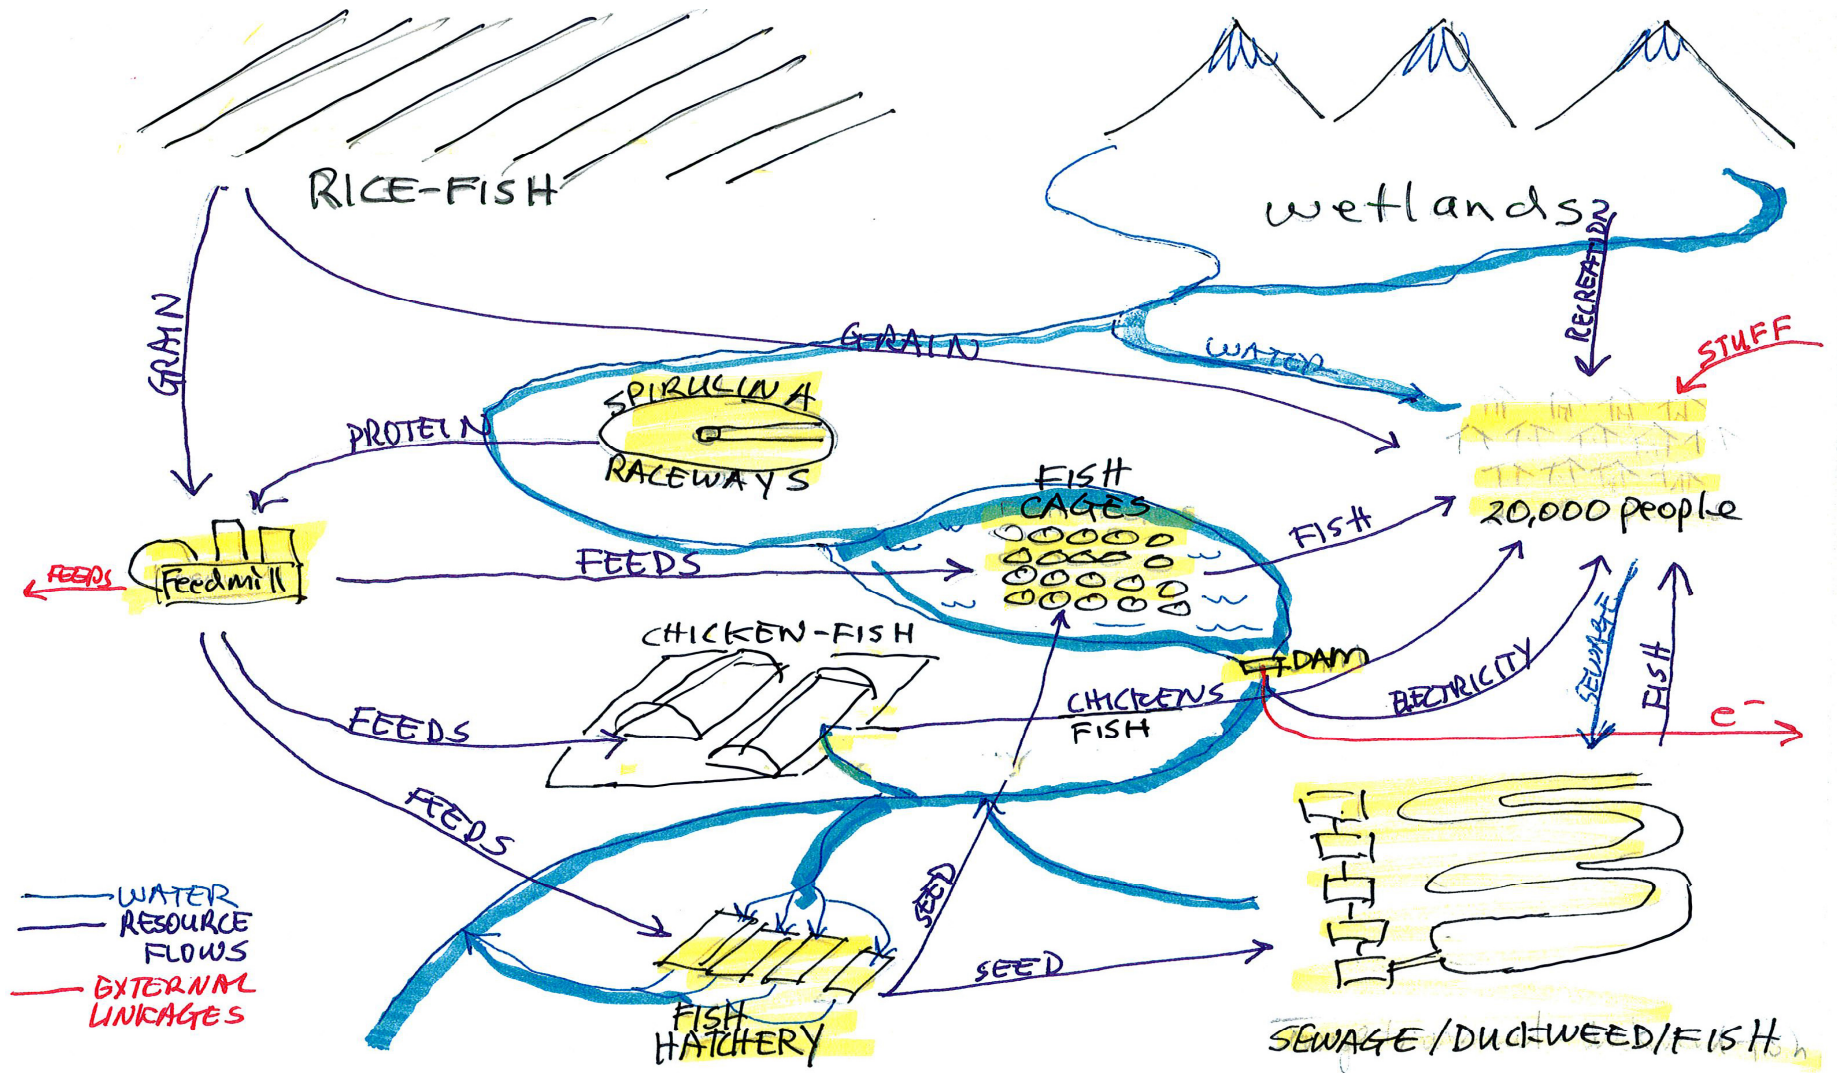 RICE-FISH
wetlands
RECREATION
STUFF
GRAIN
GRAIN
WATER
SPIRULINA
RACEWAYS
PROTEIN
FISH
CAGES
20,000 people
FISH
FEEDS
Feedmill
FEEDS
CHICKEN-FISH
DAM
SEWAGE
FISH
CHICKENS
FISH
ELECTRICITY
e-
FEEDS
FEEDS
SEED
SEED
WATER
RESOURCE
FLOWS
EXTERNAL
LINKAGES
FISH
HATCHERY
SEWAGE/DUCKWEED/FISH